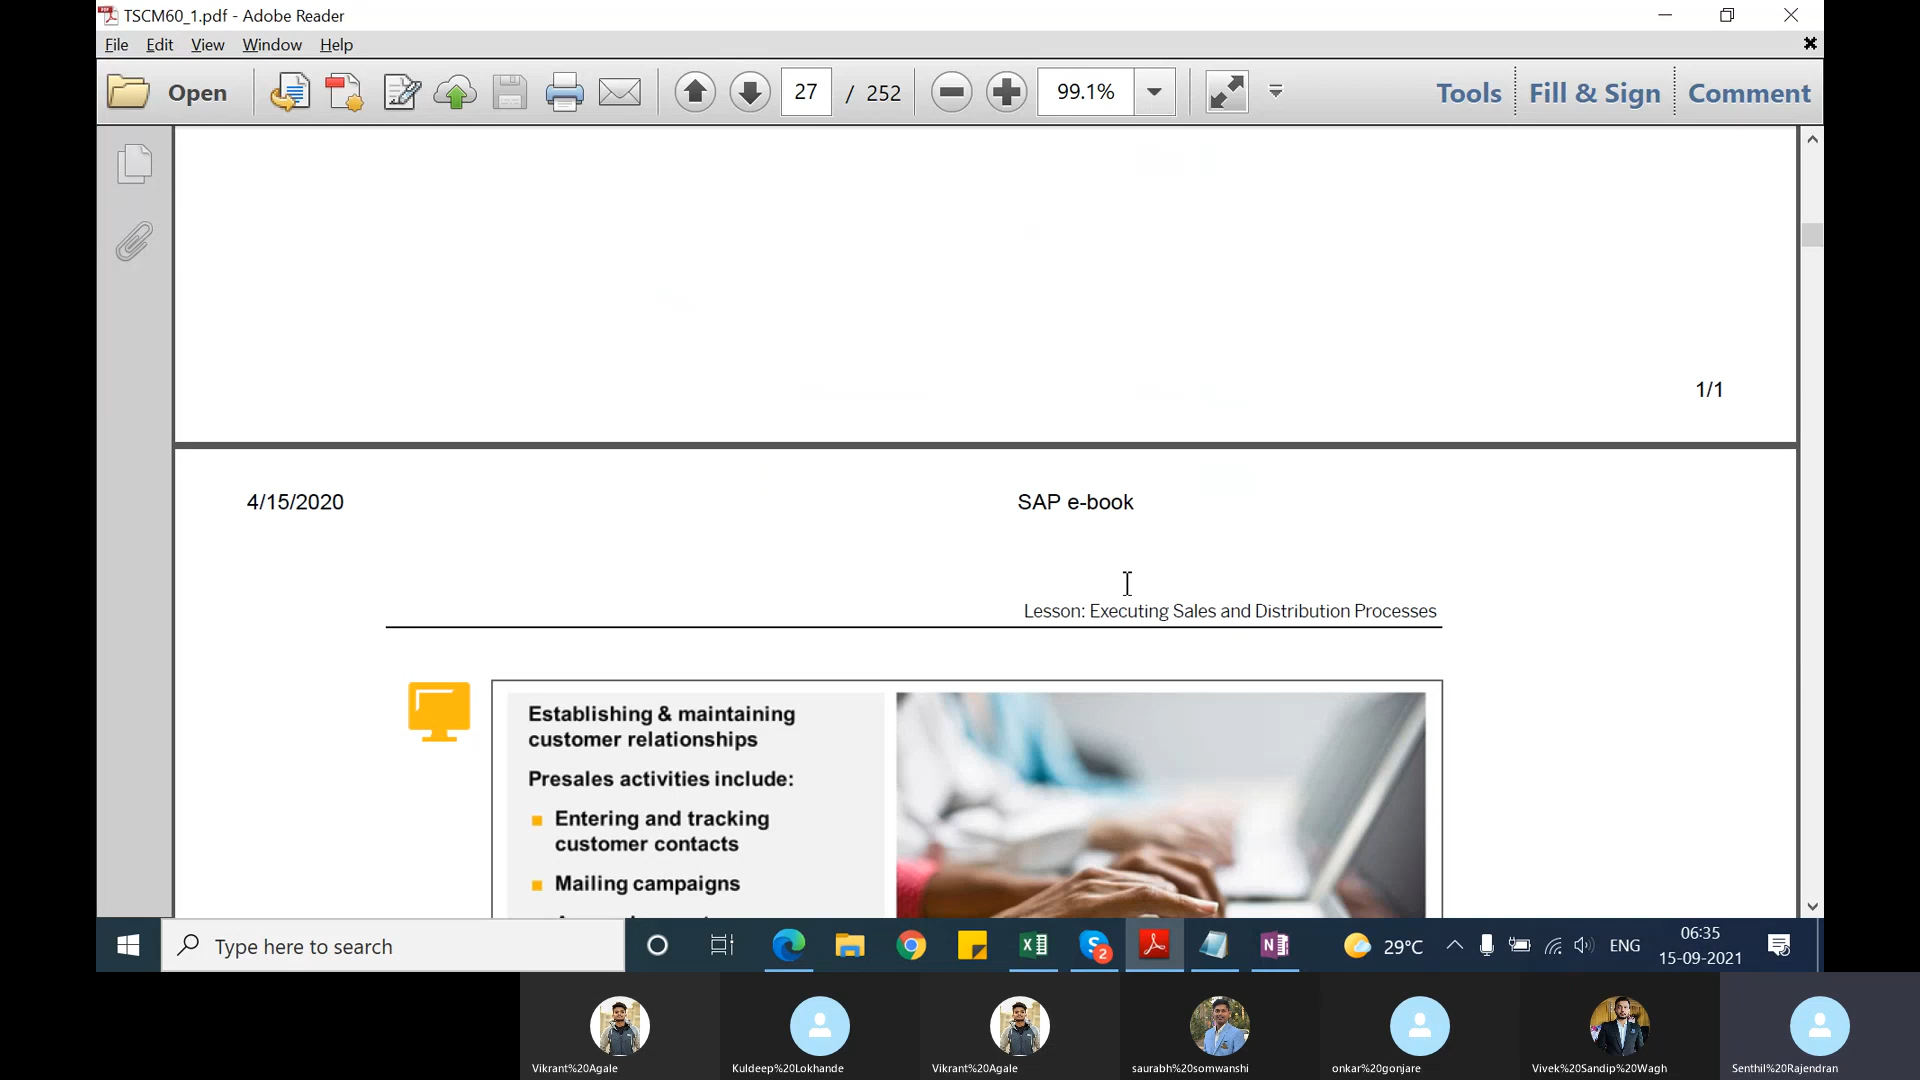 TSCM60_1.pdf - Adobe Reader
File Edit View Window Help
Open 27 / 252 99.1% Tools Fill & Sign Comment
1/1
4/15/2020 SAP e-book
Lesson: Executing Sales and Distribution Processes
Establishing & maintaining
customer relationships
Presales activities include:
Entering and tracking
customer contacts
Mailing campaigns
Type here to search
2
29°C
ENG
06:35
15-09-2021
Vikrant%20Agale
Kuldeep%20Lokhande
Vikrant%20Agale
saurabh%20somwanshi
onkar%20gonjare
Vivek%20Sandip%20Wagh
Senthil%20Rajendran